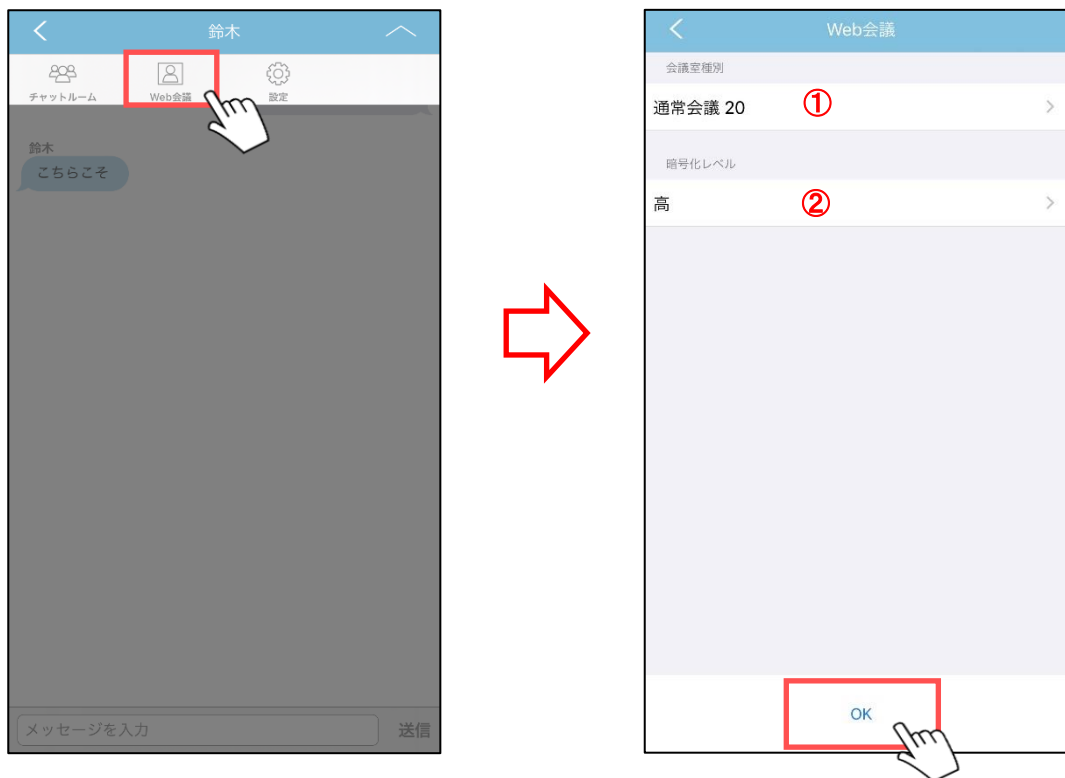 鈴木
チャットルーム Web会議 設定
鈴木
こちらこそ
メッセージを入力 送信
Web会議
会議室種別
通常会議 20 ①
暗号化レベル
高 ②
OK